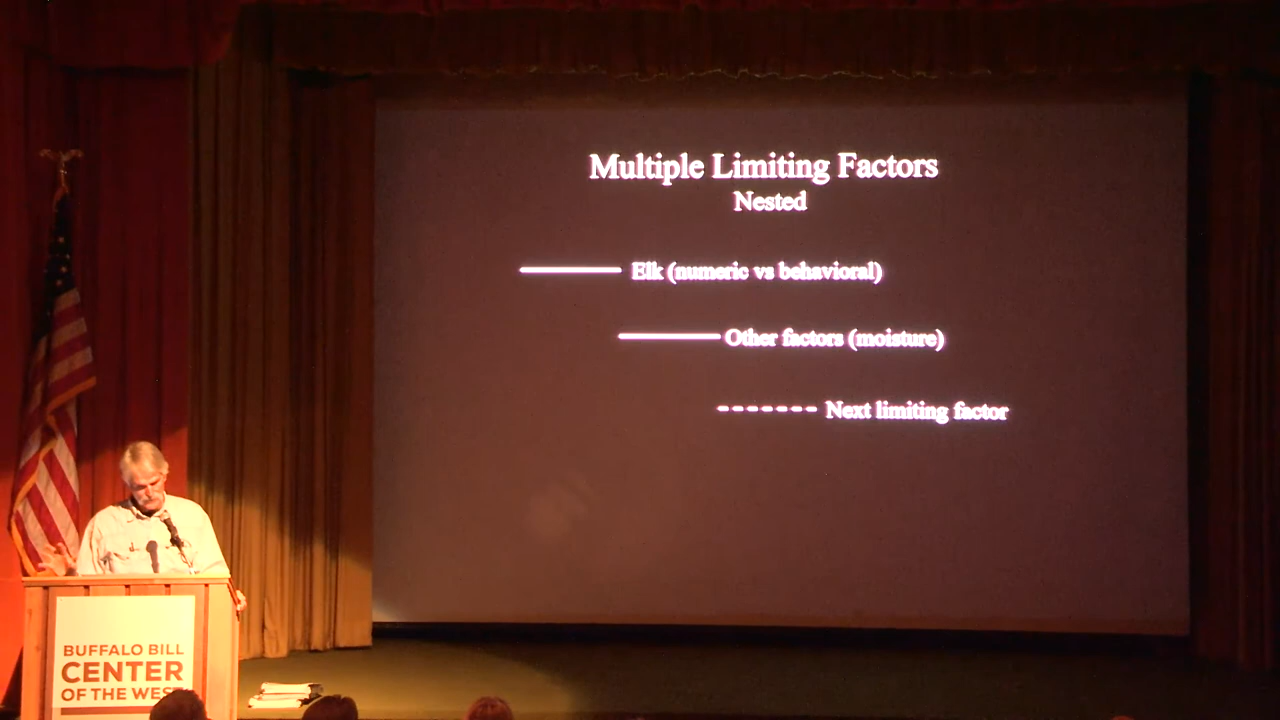 Multiple Limiting Factors
Nested
Elk (numeric vs behavioral)
Other factors (moisture)
Next limiting factor
BUFFALO BILL
CENTER
OF THE WEST